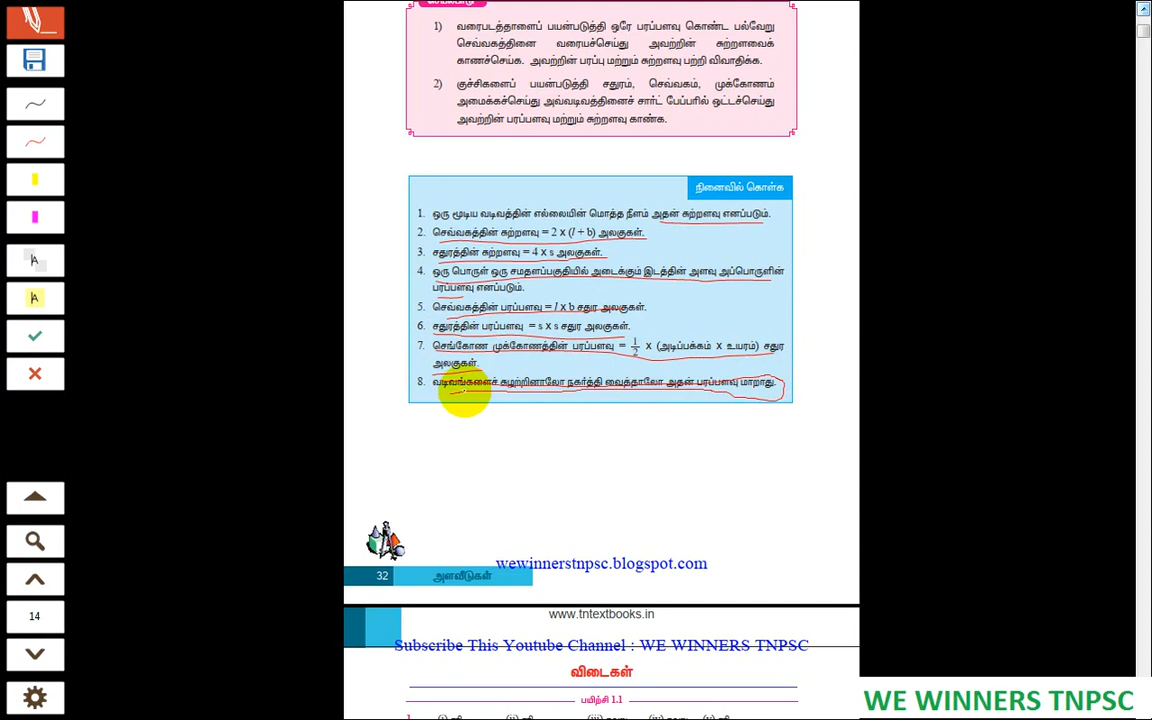 செயல்பாடு
1) வரைபடத்தாளைப் பயன்படுத்தி ஒரே பரப்பளவு கொண்ட பல்வேறு
செவ்வகத்தினை வரையச்செய்து அவற்றின் சுற்றளவைக்
காணச்செய்க. அவற்றின் பரப்பு மற்றும் சுற்றளவு பற்றி விவாதிக்க.
2) குச்சிகளைப் பயன்படுத்தி சதுரம், செவ்வகம், முக்கோணம்
அமைக்கச்செய்து அவ்வடிவத்தினைச் சார்ட் பேப்பரில் ஒட்டச்செய்து
அவற்றின் பரப்பளவு மற்றும் சுற்றளவு காண்க.
நினைவில் கொள்க
1. ஒரு மூடிய வடிவத்தின் எல்லையின் மொத்த நீளம் அதன் சுற்றளவு எனப்படும்.
2. செவ்வகத்தின் சுற்றளவு = 2 x (l + b) அலகுகள்.
3. சதுரத்தின் சுற்றளவு = 4 x s அலகுகள்.
4. ஒரு பொருள் ஒரு சமதளப்பகுதியில் அடைக்கும் இடத்தின் அளவு அப்பொருளின்
பரப்பளவு எனப்படும்.
5. செவ்வகத்தின் பரப்பளவு = l x b சதுர அலகுகள்.
6. சதுரத்தின் பரப்பளவு = s x s சதுர அலகுகள்.
7. செங்கோண முக்கோணத்தின் பரப்பளவு = 1/2 x (அடிப்பக்கம் x உயரம்) சதுர
அலகுகள்.
8. வடிவங்களைச் சுழற்றினாலோ நகர்த்தி வைத்தாலோ அதன் பரப்பளவு மாறாது.
wewinnerstnpsc.blogspot.com
32 அளவீடுகள்
14
www.tntextbooks.in
Subscribe This Youtube Channel : WE WINNERS TNPSC
விடைகள்
பயிற்சி 1.1
WE WINNERS TNPSC